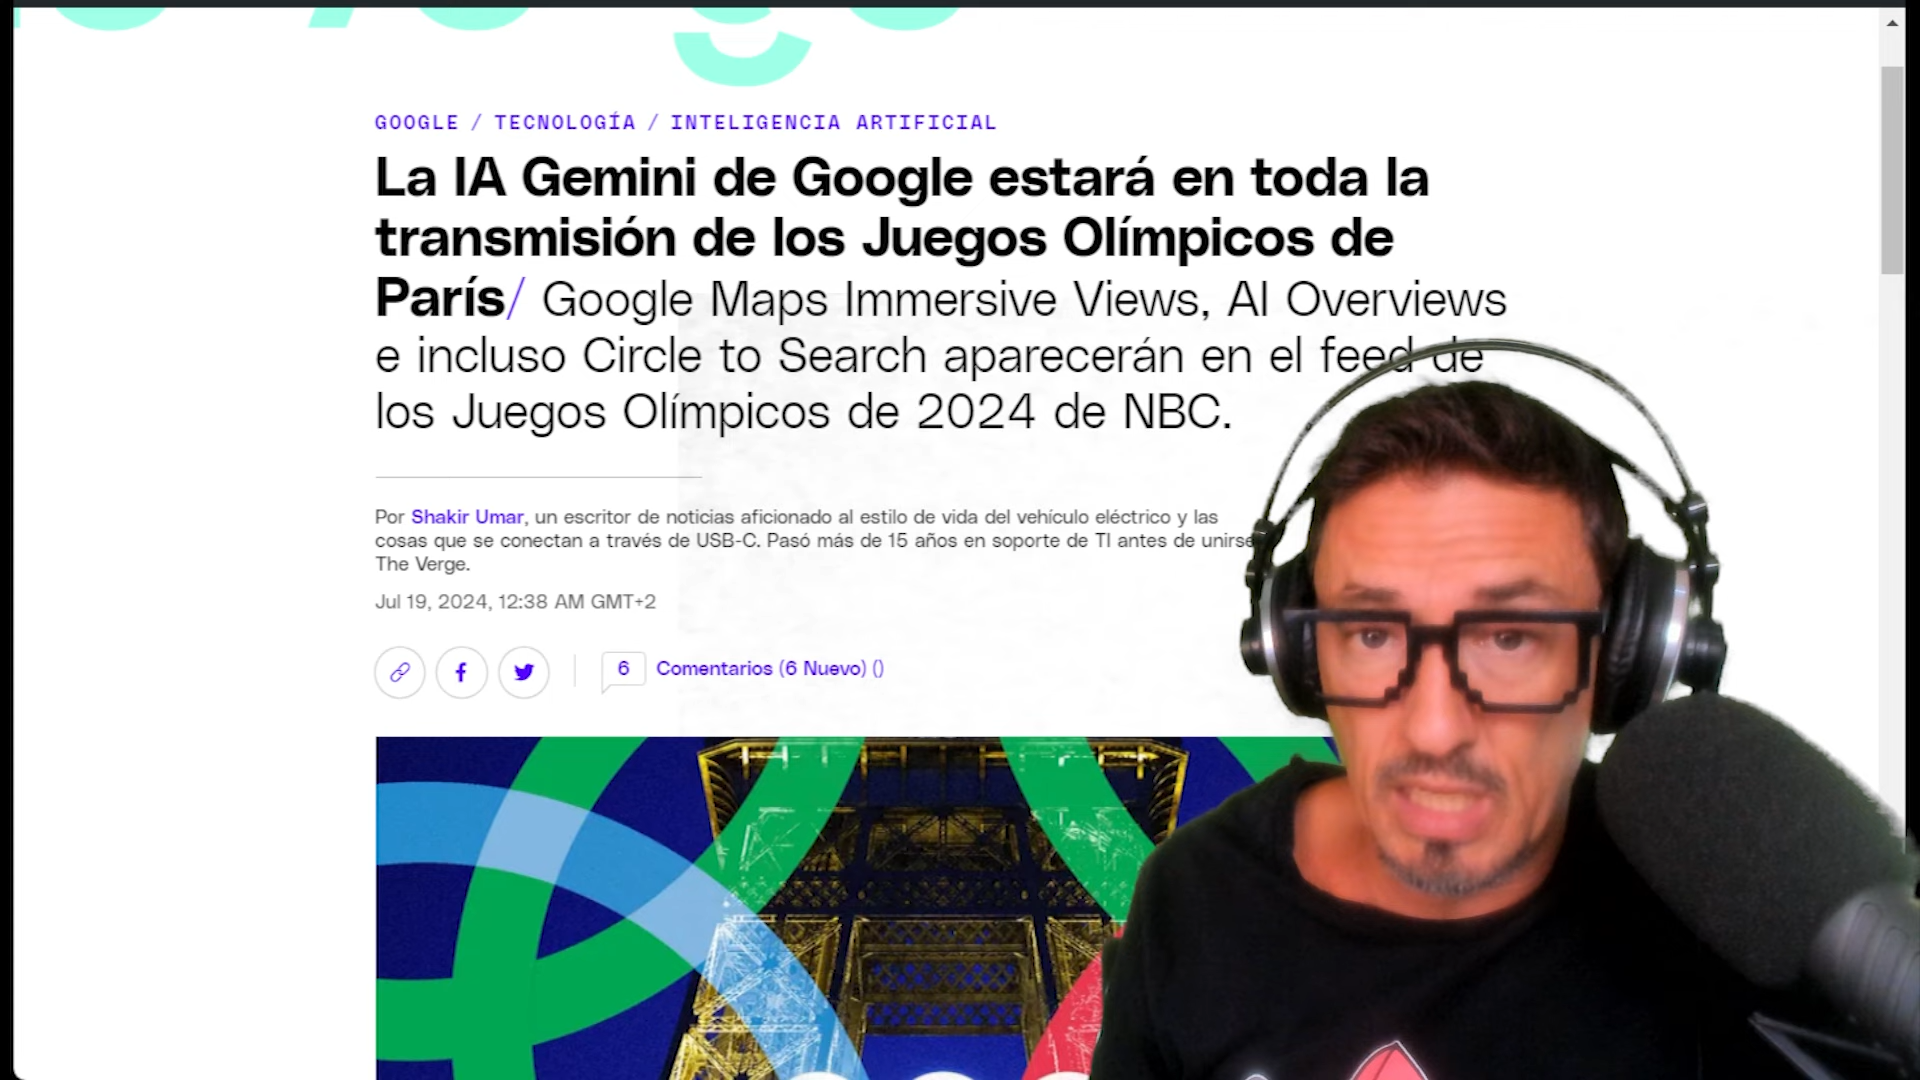 GOOGLE / TECNOLOGÍA / INTELIGENCIA ARTIFICIAL
La IA Gemini de Google estará en toda la
transmisión de los Juegos Olímpicos de
París/ Google Maps Immersive Views, AI Overviews
e incluso Circle to Search aparecerán en el feed de
los Juegos Olímpicos de 2024 de NBC.
Por Shakir Umar, un escritor de noticias aficionado al estilo de vida del vehículo eléctrico y las
cosas que se conectan a través de USB-C. Pasó más de 15 años en soporte de TI antes de unirse
The Verge.
Jul 19, 2024, 12:38 AM GMT+2
6 Comentarios (6 Nuevo) ()